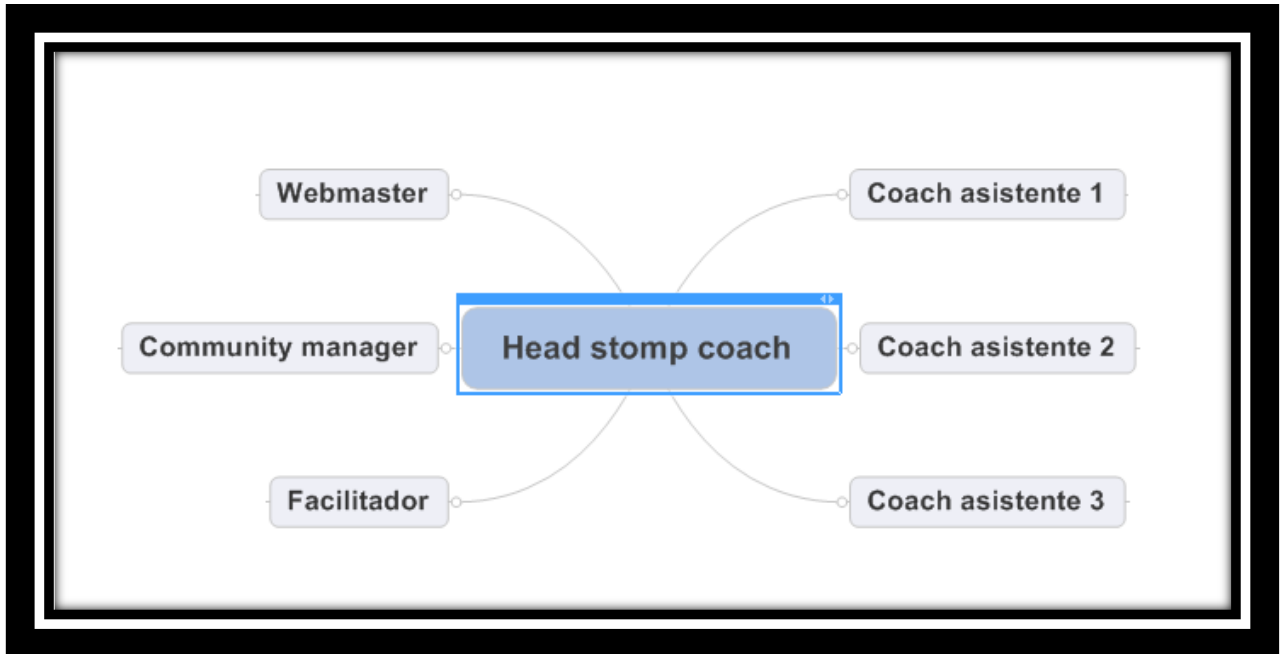 Webmaster
Coach asistente 1
Community manager
Head stomp coach
Coach asistente 2
Facilitador
Coach asistente 3